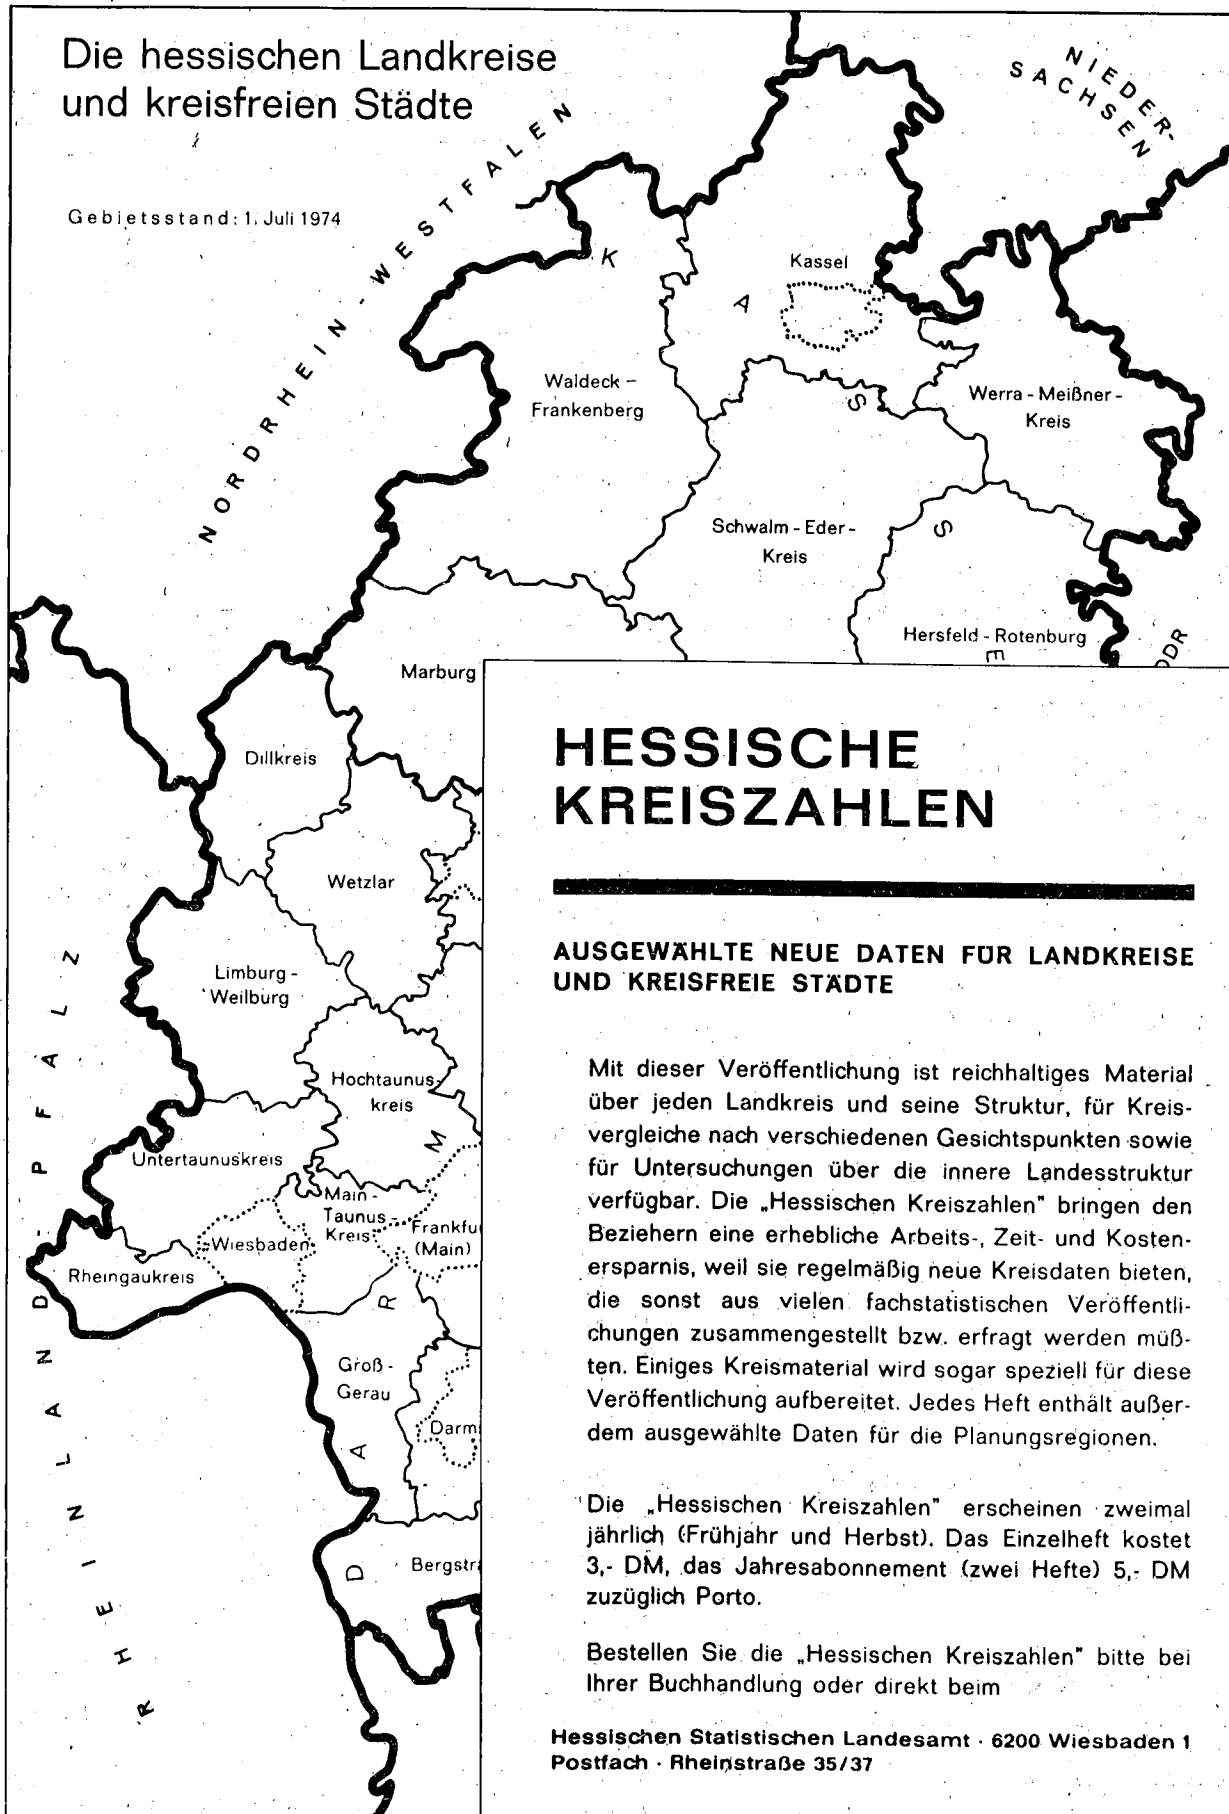 Die hessischen Landkreise
und kreisfreien Städte
Gebietsstand: 1. Juli 1974
NORDRHEIN - WESTFALEN
NIEDER-
SACHSEN
DDR
RHEINLAND - PFALZ
KASSEL
DARM
Kassel
Waldeck -
Frankenberg
Werra - Meißner -
Kreis
Schwalm - Eder -
Kreis
Hersfeld - Rotenburg
Marburg
Dillkreis
Wetzlar
Limburg -
Weilburg
Hochtaunus-
kreis
Untertaunuskreis
Main -
Taunus -
Kreis
Frankfu
(Main)
Wiesbaden
Rheingaukreis
Groß -
Gerau
Darm
Bergstra
HESSISCHE
KREISZAHLEN
AUSGEWÄHLTE NEUE DATEN FÜR LANDKREISE
UND KREISFREIE STÄDTE
Mit dieser Veröffentlichung ist reichhaltiges Material
über jeden Landkreis und seine Struktur, für Kreis-
vergleiche nach verschiedenen Gesichtspunkten sowie
für Untersuchungen über die innere Landesstruktur
verfügbar. Die „Hessischen Kreiszahlen" bringen den
Beziehern eine erhebliche Arbeits-, Zeit- und Kosten-
ersparnis, weil sie regelmäßig neue Kreisdaten bieten,
die sonst aus vielen fachstatistischen Veröffentli-
chungen zusammengestellt bzw. erfragt werden müß-
ten. Einiges Kreismaterial wird sogar speziell für diese
Veröffentlichung aufbereitet. Jedes Heft enthält außer-
dem ausgewählte Daten für die Planungsregionen.
Die „Hessischen Kreiszahlen" erscheinen zweimal
jährlich (Frühjahr und Herbst). Das Einzelheft kostet
3,- DM, das Jahresabonnement (zwei Hefte) 5,- DM
zuzüglich Porto.
Bestellen Sie die „Hessischen Kreiszahlen" bitte bei
Ihrer Buchhandlung oder direkt beim
Hessischen Statistischen Landesamt · 6200 Wiesbaden 1
Postfach · Rheinstraße 35/37